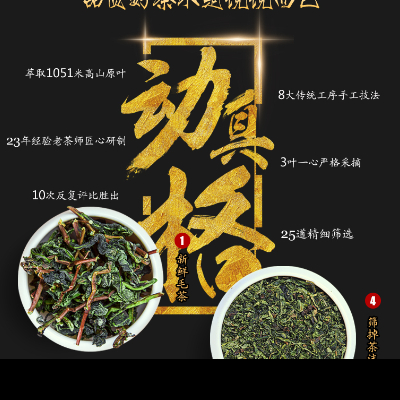 萃取1051米高山原叶
8大传统工序手工技法
动真格
23年经验老茶师匠心研制
3叶一心严格采摘
10次反复评比胜出
25道精细筛选
1
新鲜毛茶
4
筛掉茶